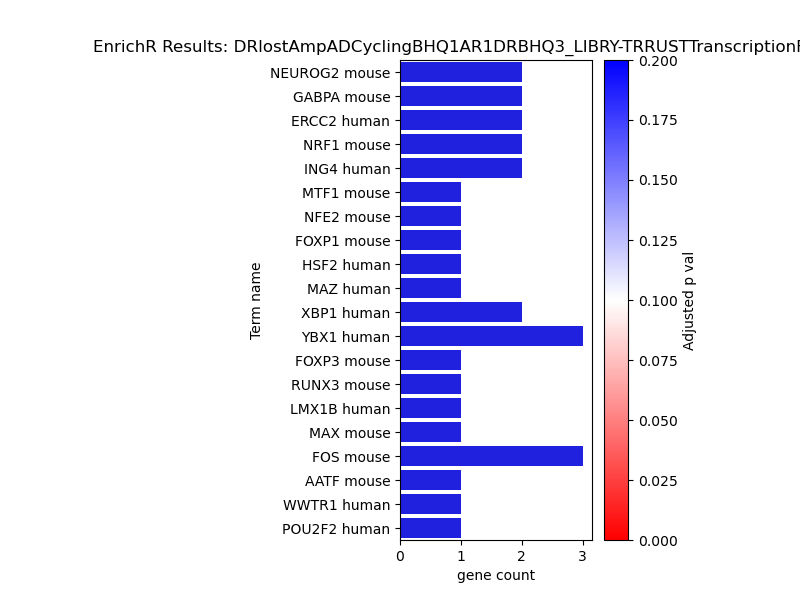 EnrichR Results: DRlostAmpADCyclingBHQ1AR1DRBHQ3_LIBRY-TRRUSTTranscriptionF
NEUROG2 mouse
GABPA mouse
ERCC2 human
NRF1 mouse
ING4 human
MTF1 mouse
NFE2 mouse
FOXP1 mouse
HSF2 human
MAZ human
XBP1 human
YBX1 human
FOXP3 mouse
RUNX3 mouse
LMX1B human
MAX mouse
FOS mouse
AATF mouse
WWTR1 human
POU2F2 human
Term name
0 1 2 3
gene count
0.200
0.175
0.150
0.125
0.100
0.075
0.050
0.025
0.000
Adjusted p val